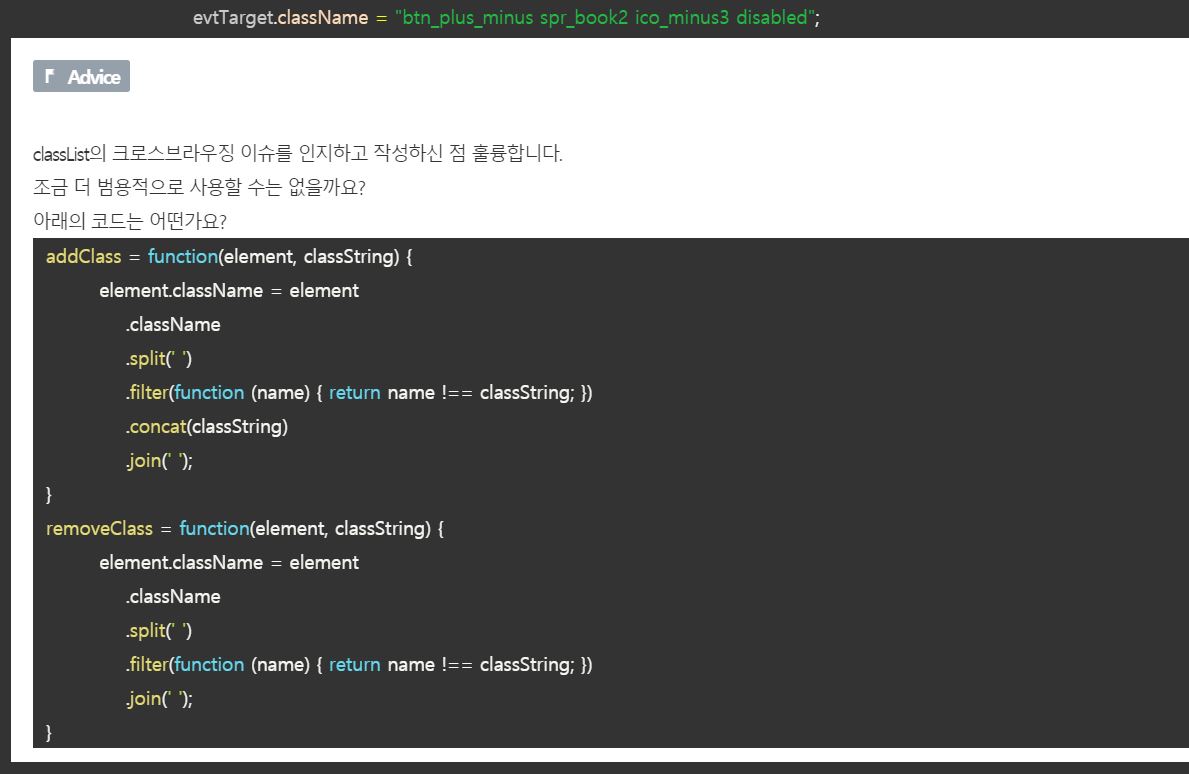 evtTarget.className = "btn_plus_minus spr_book2 ico_minus3 disabled";
Advice
classList의 크로스브라우징 이슈를 인지하고 작성하신 점 훌륭합니다.
조금 더 범용적으로 사용할 수는 없을까요?
아래의 코드는 어떤가요?
addClass = function(element, classString) {
element.className = element
.className
.split(' ')
.filter(function (name) { return name !== classString; })
.concat(classString)
.join(' ');
}
removeClass = function(element, classString) {
element.className = element
.className
.split(' ')
.filter(function (name) { return name !== classString; })
.join(' ');
}